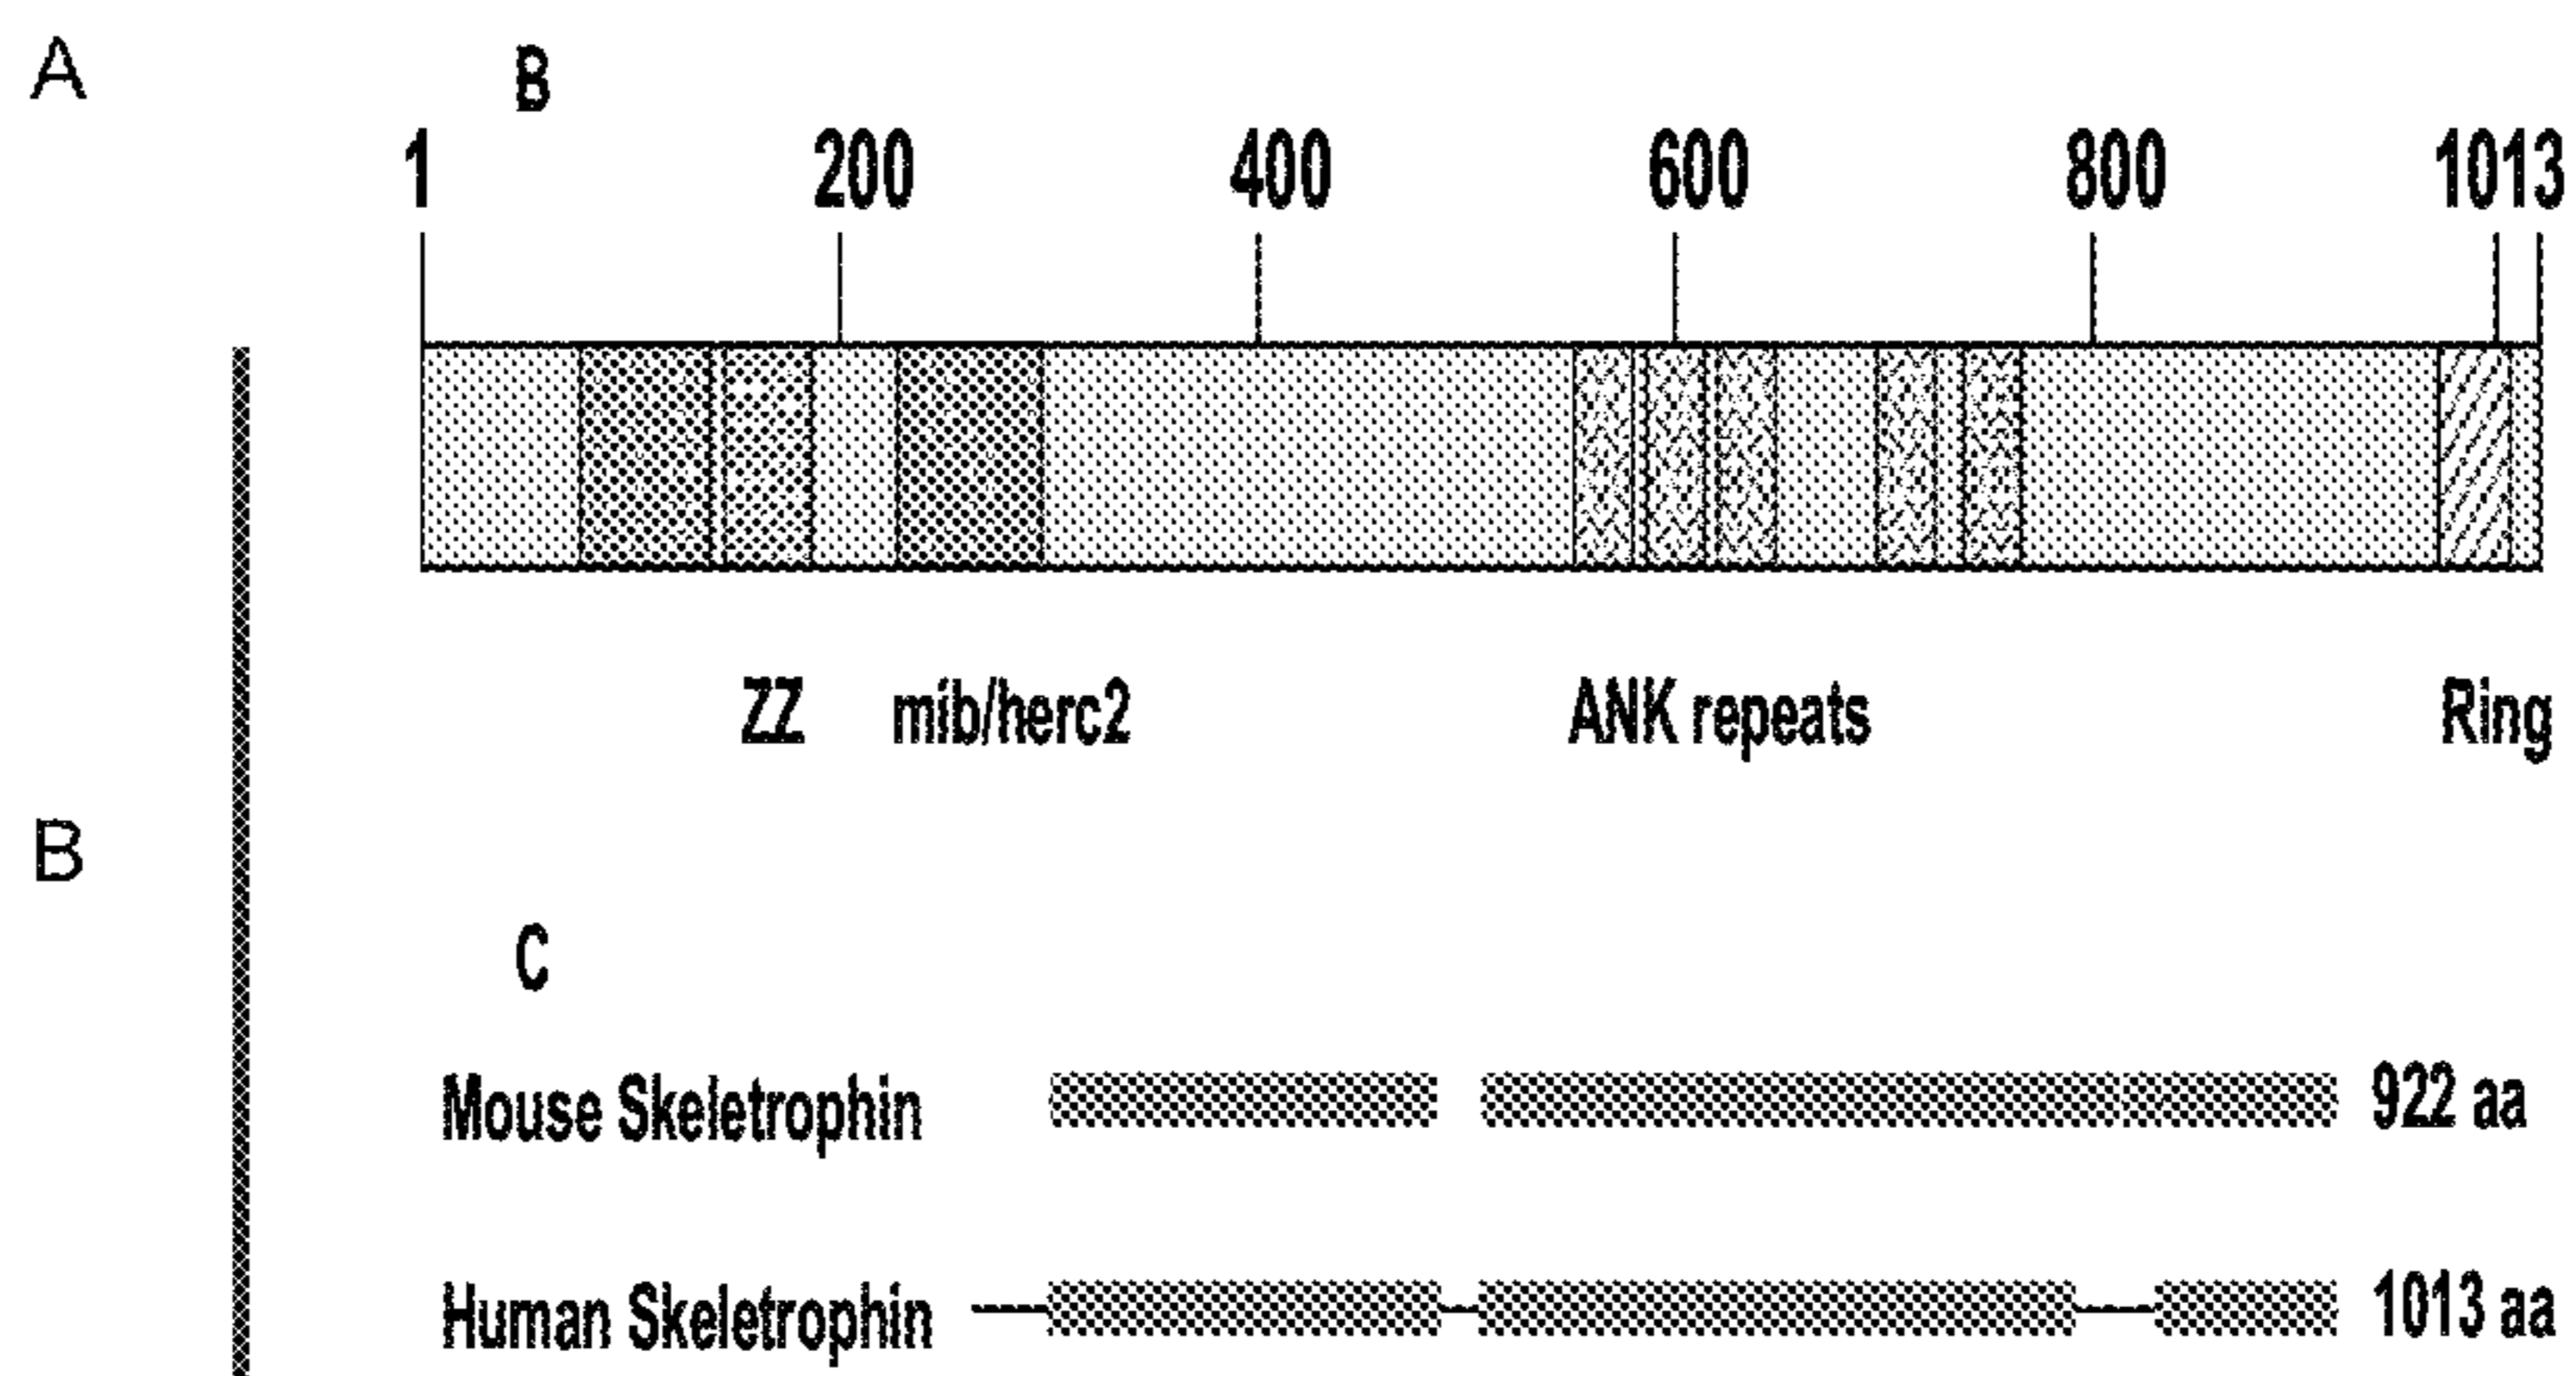 A
B
1 200 400 600 800 1013
ZZ mib/herc2 ANK repeats Ring
B
C
Mouse Skeletrophin 922 aa
Human Skeletrophin 1013 aa